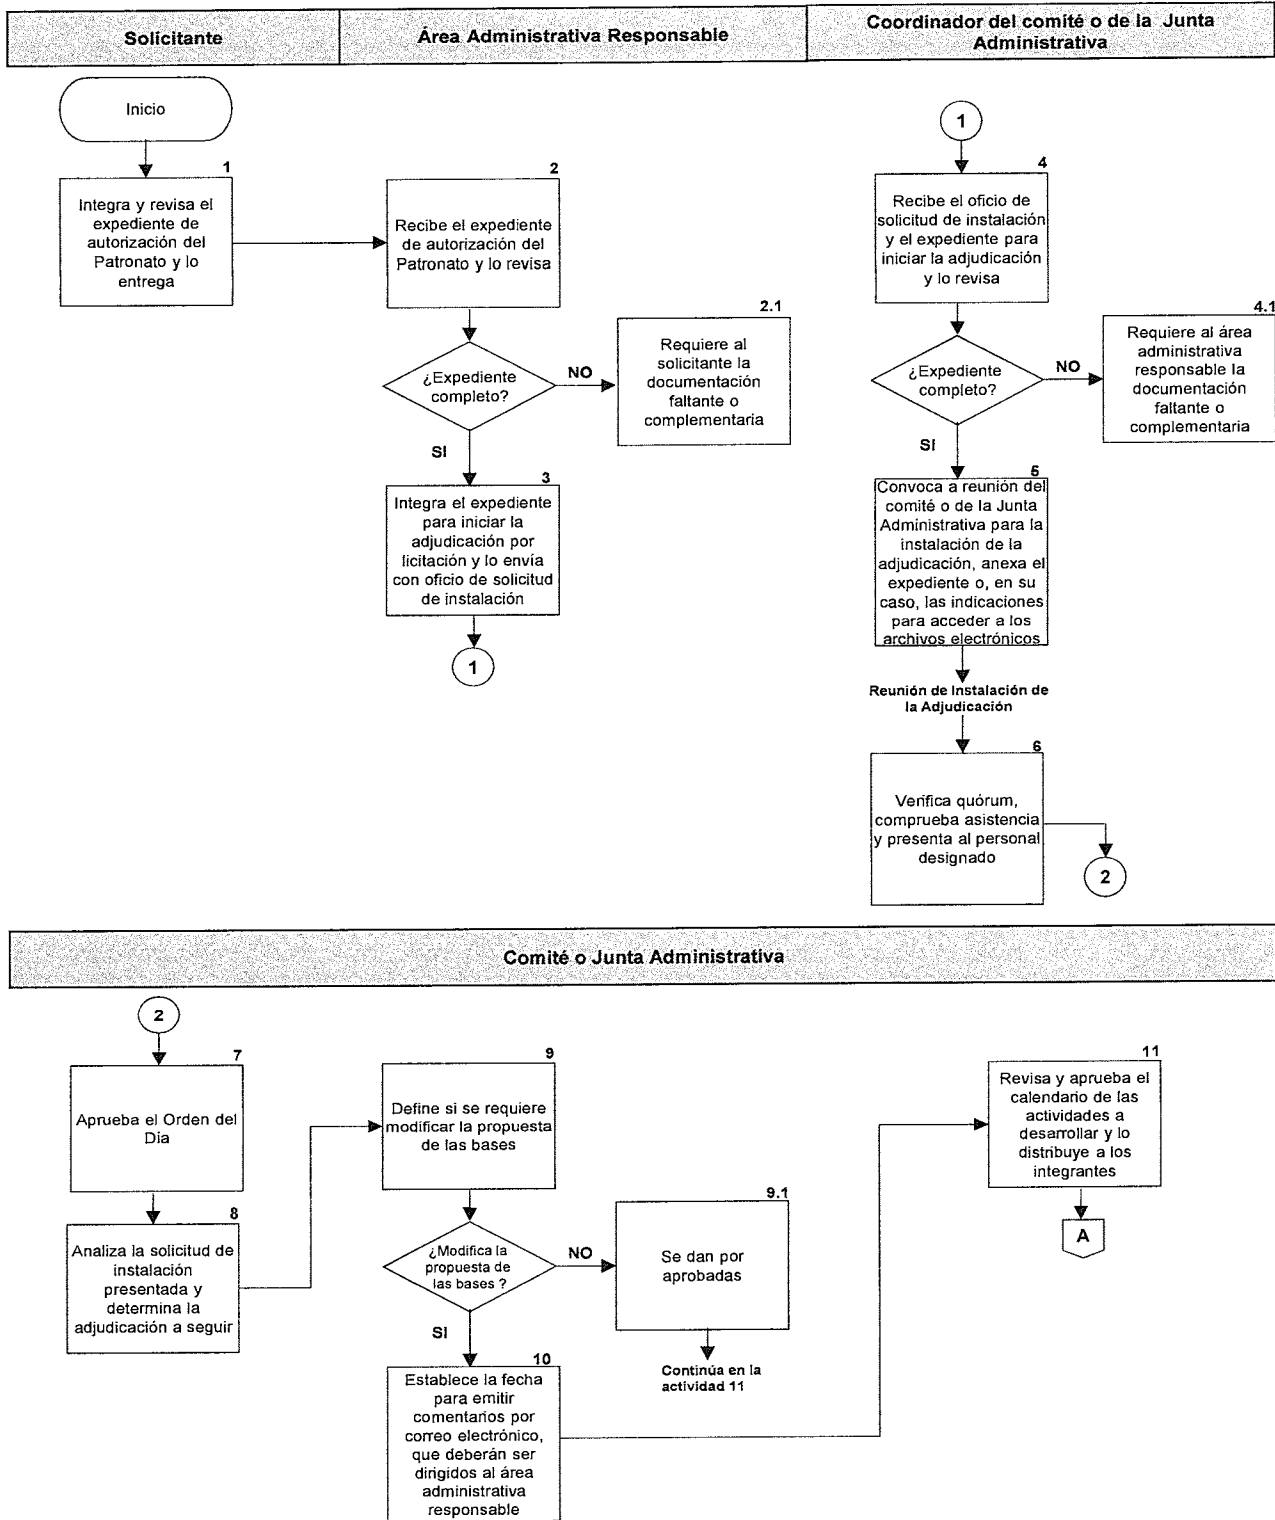 Solicitante
Área Administrativa Responsable
Coordinador del comité o de la Junta
Administrativa
Inicio
1
Integra y revisa el
expediente de
autorización del
Patronato y lo
entrega
2
Recibe el expediente
de autorización del
Patronato y lo revisa
¿Expediente
completo?
NO
2.1
Requiere al
solicitante la
documentación
faltante o
complementaria
SI
3
Integra el expediente
para iniciar la
adjudicación por
licitación y lo envía
con oficio de solicitud
de instalación
1
1
4
Recibe el oficio de
solicitud de instalación
y el expediente para
iniciar la adjudicación
y lo revisa
¿Expediente
completo?
NO
4.1
Requiere al área
administrativa
responsable la
documentación
faltante o
complementaria
SI
5
Convoca a reunión del
comité o de la Junta
Administrativa para la
instalación de la
adjudicación, anexa el
expediente o, en su
caso, las indicaciones
para acceder a los
archivos electrónicos
Reunión de Instalación de
la Adjudicación
6
Verifica quórum,
comprueba asistencia
y presenta al personal
designado
2
Comité o Junta Administrativa
2
7
Aprueba el Orden del
Día
8
Analiza la solicitud de
instalación
presentada y
determina la
adjudicación a seguir
9
Define si se requiere
modificar la propuesta
de las bases
¿Modifica la
propuesta de
las bases ?
NO
9.1
Se dan por
aprobadas
Continúa en la
actividad 11
SI
10
Establece la fecha
para emitir
comentarios por
correo electrónico,
que deberán ser
dirigidos al área
administrativa
responsable
11
Revisa y aprueba el
calendario de las
actividades a
desarrollar y lo
distribuye a los
integrantes
A